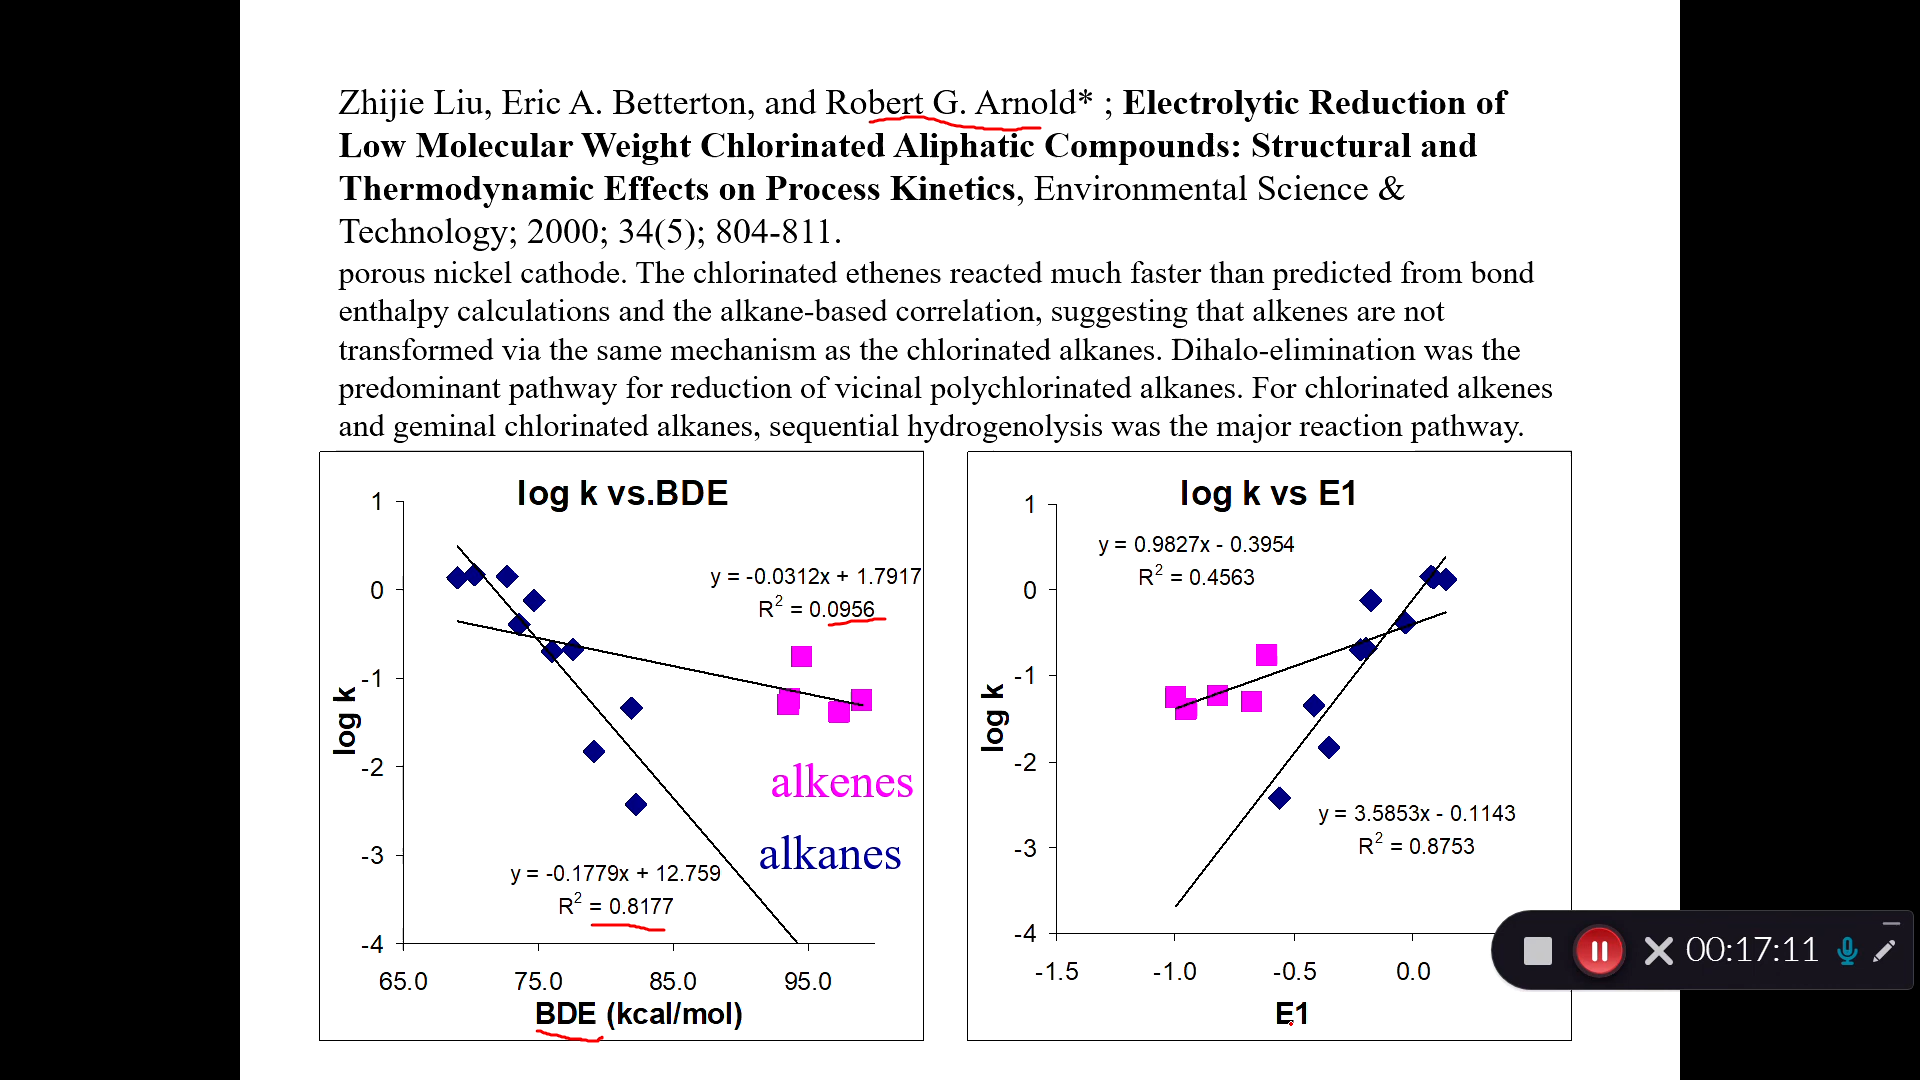 Zhijie Liu, Eric A. Betterton, and Robert G. Arnold* ; Electrolytic Reduction of
Low Molecular Weight Chlorinated Aliphatic Compounds: Structural and
Thermodynamic Effects on Process Kinetics, Environmental Science &
Technology; 2000; 34(5); 804-811.
porous nickel cathode. The chlorinated ethenes reacted much faster than predicted from bond
enthalpy calculations and the alkane-based correlation, suggesting that alkenes are not
transformed via the same mechanism as the chlorinated alkanes. Dihalo-elimination was the
predominant pathway for reduction of vicinal polychlorinated alkanes. For chlorinated alkenes
and geminal chlorinated alkanes, sequential hydrogenolysis was the major reaction pathway.
log k vs.BDE
1
0
-1
-2
-3
-4
log k
y = -0.0312x + 1.7917
R² = 0.0956
alkenes
alkanes
y = -0.1779x + 12.759
R² = 0.8177
65.0 75.0 85.0 95.0
BDE (kcal/mol)
log k vs E1
1
0
-1
-2
-3
-4
log k
y = 0.9827x - 0.3954
R² = 0.4563
y = 3.5853x - 0.1143
R² = 0.8753
-1.5 -1.0 -0.5 0.0
E1
00:17:11